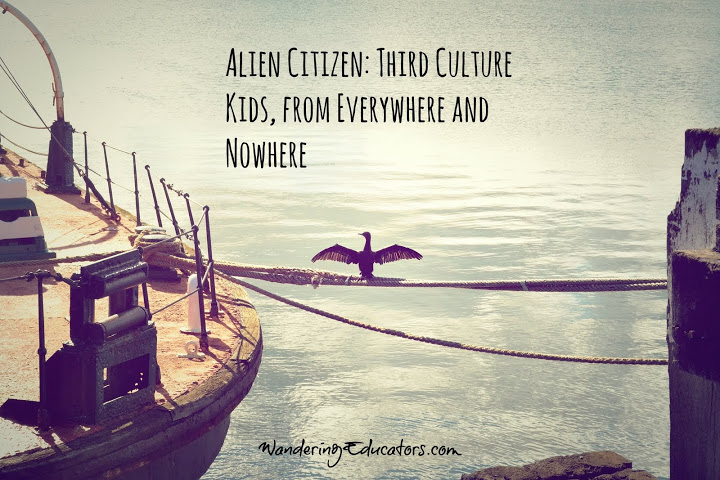 Alien Citizen: Third Culture
Kids, from Everywhere and
Nowhere
WanderingEducators.com